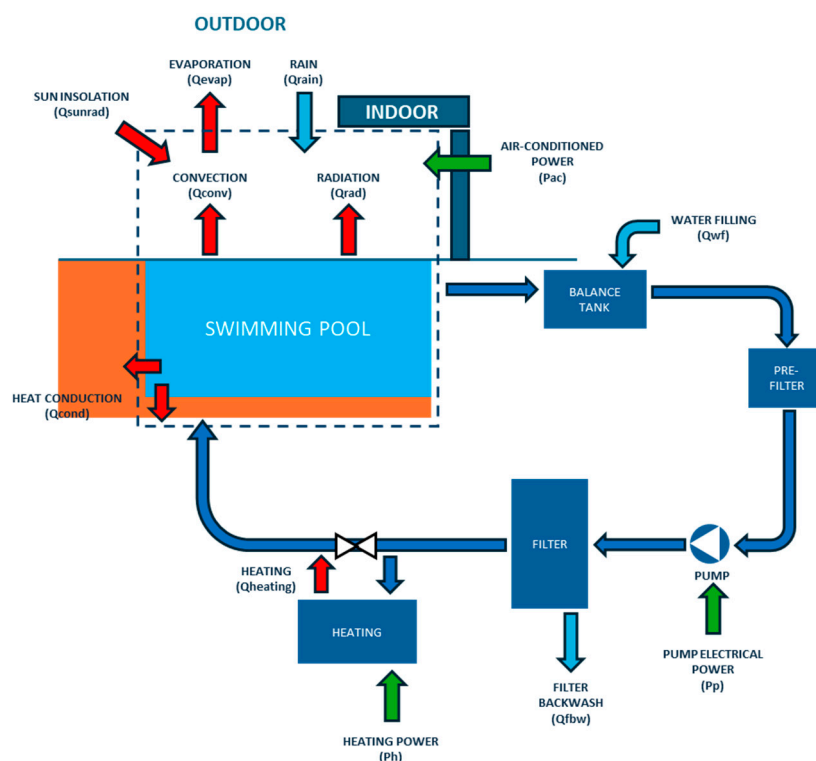 OUTDOOR
EVAPORATION
(Qevap)
RAIN
(Qrain)
SUN INSOLATION
(Qsunrad)
INDOOR
AIR-CONDITIONED
POWER
(Pac)
CONVECTION
(Qconv)
RADIATION
(Qrad)
WATER FILLING
(Qwf)
BALANCE
TANK
SWIMMING POOL
PRE-
FILTER
HEAT CONDUCTION
(Qcond)
FILTER
PUMP
HEATING
(Qheating)
HEATING
PUMP ELECTRICAL
POWER
(Pp)
FILTER
BACKWASH
(Qfbw)
HEATING POWER
(Ph)